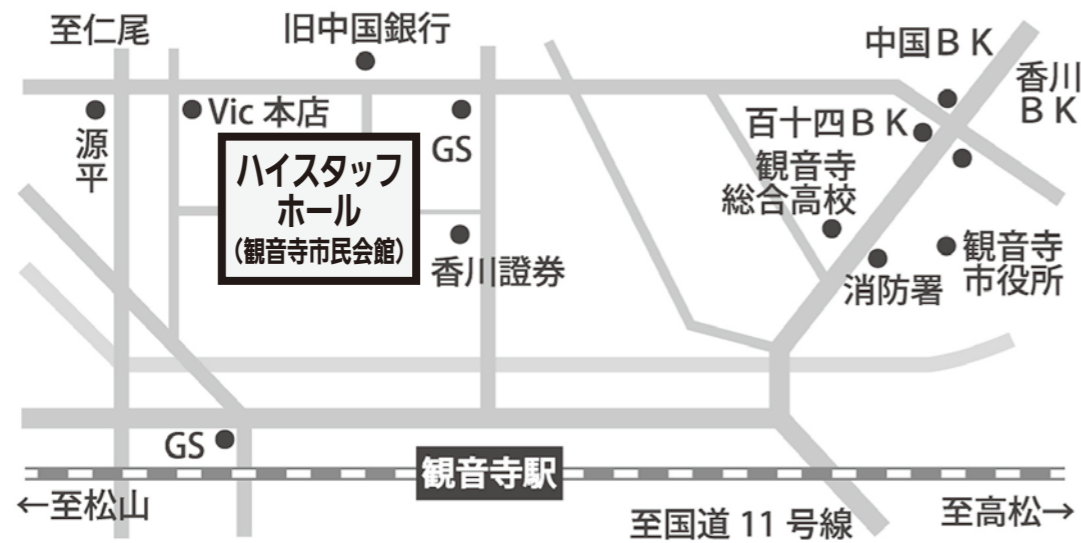 至仁尾
旧中国銀行
中国ＢＫ
香川
ＢＫ
源平
Vic 本店
GS
百十四ＢＫ
ハイスタッフ
ホール
（観音寺市民会館）
観音寺
総合高校
香川證券
消防署
観音寺
市役所
GS
観音寺駅
←至松山
至国道 11 号線
至高松→